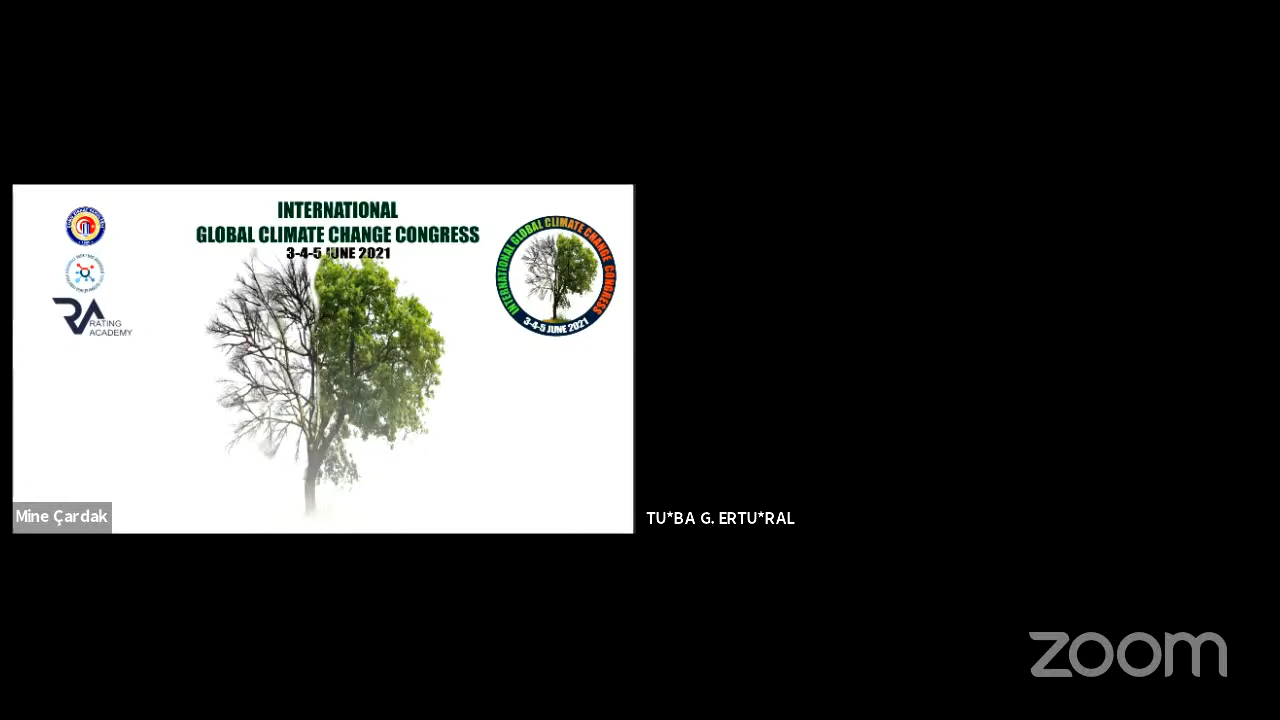 INTERNATIONAL
GLOBAL CLIMATE CHANGE CONGRESS
3-4-5 JUNE 2021
RATING
ACADEMY
INTERNATIONAL GLOBAL CLIMATE CHANGE CONGRESS
3-4-5 JUNE 2021
Mine Çardak
TU*BA G. ERTU*RAL
zoom